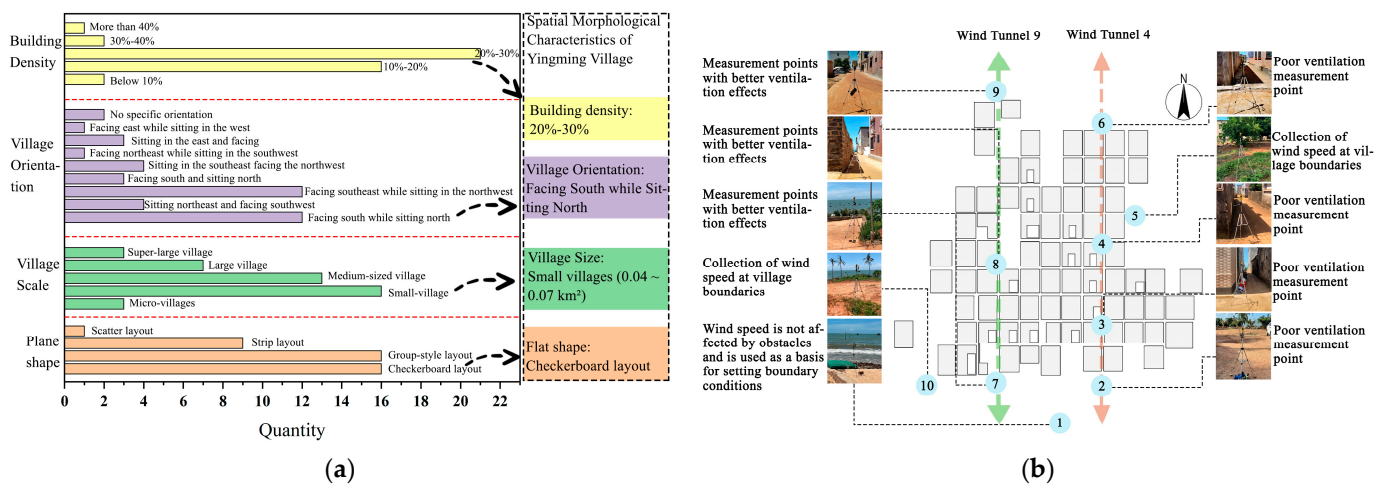 Building
Density
More than 40%
30%-40%
20%-30%
10%-20%
Below 10%
Village
Orienta-
tion
No specific orientation
Facing east while sitting in the west
Sitting in the east and facing
Facing northeast while sitting in the southwest
Sitting in the southeast facing the northwest
Facing south and sitting north
Facing southeast while sitting in the northwest
Sitting northeast and facing southwest
Facing south while sitting north
Village
Scale
Super-large village
Large village
Medium-sized village
Small-village
Micro-villages
Plane
shape
Scatter layout
Strip layout
Group-style layout
Checkerboard layout
0 2 4 6 8 10 12 14 16 18 20 22
Quantity
Spatial Morphological
Characteristics of
Yingming Village
Building density:
20%-30%
Village Orientation:
Facing South while Sit-
ting North
Village Size:
Small villages (0.04 ~
0.07 km²)
Flat shape:
Checkerboard layout
(a)
Wind Tunnel 9
Wind Tunnel 4
Measurement points
with better ventila-
tion effects
Measurement points
with better ventila-
tion effects
Measurement points
with better ventila-
tion effects
Collection of wind
speed at village
boundaries
Wind speed is not af-
fected by obstacles
and is used as a basis
for setting boundary
conditions
N
9
6
5
4
8
3
10
7
2
1
Poor ventilation
measurement
point
Collection of
wind speed at vil-
lage boundaries
Poor ventilation
measurement
point
Poor ventilation
measurement
point
Poor ventilation
measurement
point
(b)